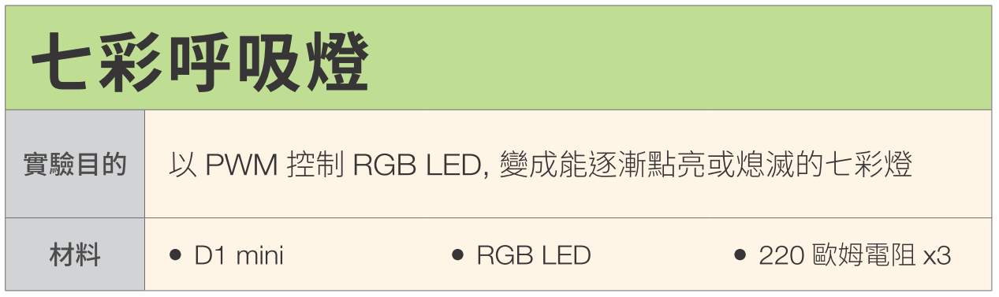 七彩呼吸燈
實驗目的
以 PWM 控制 RGB LED, 變成能逐漸點亮或熄滅的七彩燈
材料
● D1 mini ● RGB LED ● 220 歐姆電阻 x3